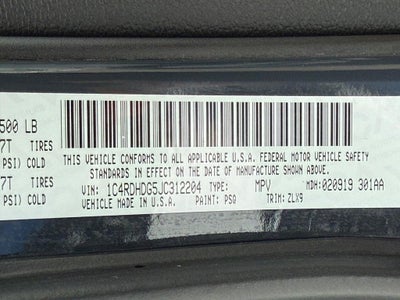 500 LB
7T TIRES
PSI) COLD
7T TIRES
PSI) COLD
THIS VEHICLE CONFORMS TO ALL APPLICABLE U.S.A. FEDERAL MOTOR VEHICLE SAFETY
STANDARDS IN EFFECT ON THE DATE OF MANUFACTURE SHOWN ABOVE.
VIN: 1C4RDHDG5JC312204 TYPE: MPV MDH: 020919 301AA
VEHICLE MADE IN U.S.A. PAINT: PSQ TRIM: ZLX9